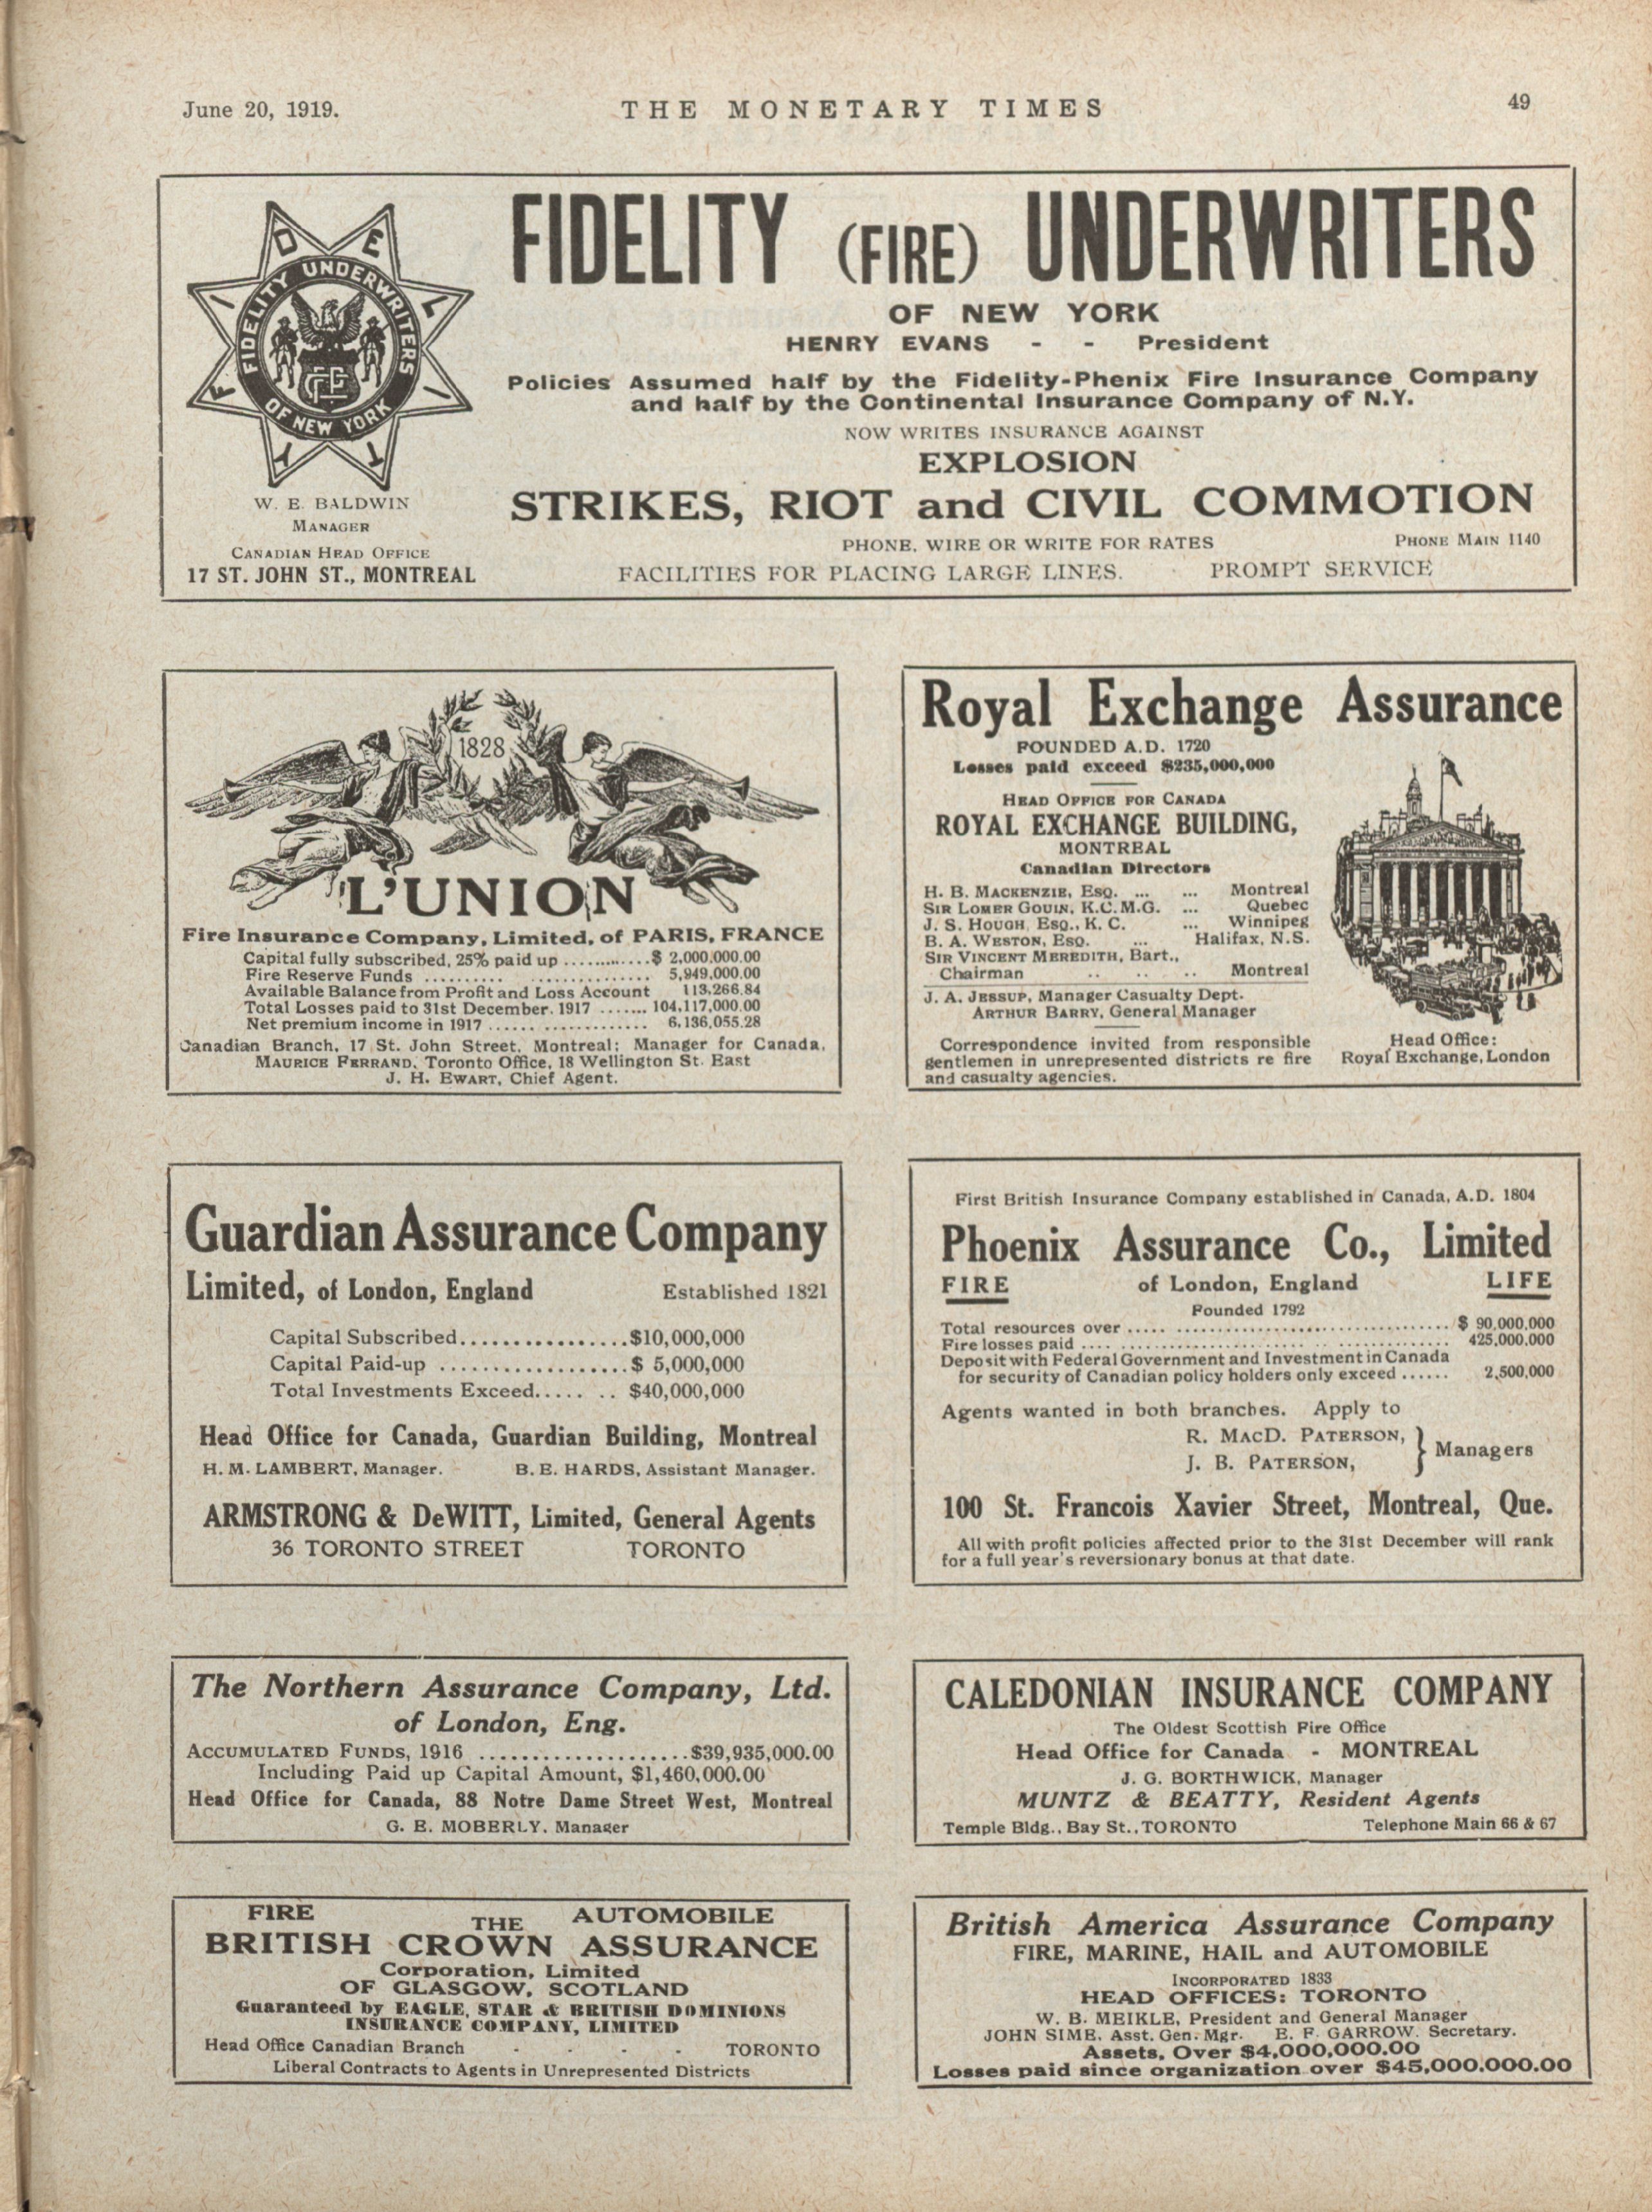 June 20, 1919. THE MONETARY TIMES 49
FIDELITY
FIDELITY UNDERWRITERS
OF NEW YORK
W. E. BALDWIN
MANAGER
CANADIAN HEAD OFFICE
17 ST. JOHN ST., MONTREAL
FIDELITY (FIRE) UNDERWRITERS
OF NEW YORK
HENRY EVANS - - President
Policies Assumed half by the Fidelity-Phenix Fire Insurance Company
and half by the Continental Insurance Company of N.Y.
NOW WRITES INSURANCE AGAINST
EXPLOSION
STRIKES, RIOT and CIVIL COMMOTION
PHONE, WIRE OR WRITE FOR RATES PHONE MAIN 1140
FACILITIES FOR PLACING LARGE LINES. PROMPT SERVICE
1828
L'UNION
Fire Insurance Company, Limited, of PARIS, FRANCE
Capital fully subscribed, 25% paid up ............$ 2,000,000.00
Fire Reserve Funds .......... ............. 5,949,000.00
Available Balance from Profit and Loss Account 113,266.84
Total Losses paid to 31st December, 1917 ....... 104,117,000.00
Net premium income in 1917 ...... ............. 6,136,055.28
Canadian Branch, 17 St. John Street, Montreal; Manager for Canada,
MAURICE FERRAND, Toronto Office, 18 Wellington St. East
J. H. EWART, Chief Agent.
Royal Exchange Assurance
FOUNDED A.D. 1720
Losses paid exceed $235,000,000
HEAD OFFICE FOR CANADA
ROYAL EXCHANGE BUILDING,
MONTREAL
Canadian Directors
H. B. MACKENZIE, ESQ. ... ... Montreal
SIR LOMER GOUIN, K.C.M.G. ... Quebec
J. S. HOUGH, ESQ., K. C. ... Winnipeg
B. A. WESTON, ESQ. ... Halifax, N.S.
SIR VINCENT MEREDITH, Bart.,
Chairman .. .. .. Montreal
J. A. JESSUP, Manager Casualty Dept.
ARTHUR BARRY, General Manager
Correspondence invited from responsible
gentlemen in unrepresented districts re fire
and casualty agencies.
Head Office:
Royal Exchange, London
Guardian Assurance Company
Limited, of London, England Established 1821
Capital Subscribed................$10,000,000
Capital Paid-up ..................$ 5,000,000
Total Investments Exceed..... .. $40,000,000
Head Office for Canada, Guardian Building, Montreal
H. M. LAMBERT, Manager. B. E. HARDS, Assistant Manager.
ARMSTRONG & DeWITT, Limited, General Agents
36 TORONTO STREET TORONTO
First British Insurance Company established in Canada, A.D. 1804
Phoenix Assurance Co., Limited
FIRE of London, England LIFE
Founded 1792
Total resources over ..... ...................................$ 90,000,000
Fire losses paid .... .................................. 425,000,000
Deposit with Federal Government and Investment in Canada
for security of Canadian policy holders only exceed ...... 2,500,000
Agents wanted in both branches. Apply to
R. MACD. PATERSON,
J. B. PATERSON, } Managers
100 St. Francois Xavier Street, Montreal, Que.
All with profit policies affected prior to the 31st December will rank
for a full year's reversionary bonus at that date.
The Northern Assurance Company, Ltd.
of London, Eng.
ACCUMULATED FUNDS, 1916 ....................$39,935,000.00
Including Paid up Capital Amount, $1,460,000.00
Head Office for Canada, 88 Notre Dame Street West, Montreal
G. E. MOBERLY, Manager
CALEDONIAN INSURANCE COMPANY
The Oldest Scottish Fire Office
Head Office for Canada - MONTREAL
J. G. BORTHWICK, Manager
MUNTZ & BEATTY, Resident Agents
Temple Bldg., Bay St., TORONTO Telephone Main 66 & 67
FIRE THE AUTOMOBILE
BRITISH CROWN ASSURANCE
Corporation, Limited
OF GLASGOW, SCOTLAND
Guaranteed by EAGLE, STAR & BRITISH DOMINIONS
INSURANCE COMPANY, LIMITED
Head Office Canadian Branch - - - - TORONTO
Liberal Contracts to Agents in Unrepresented Districts
British America Assurance Company
FIRE, MARINE, HAIL and AUTOMOBILE
INCORPORATED 1833
HEAD OFFICES: TORONTO
W. B. MEIKLE, President and General Manager
JOHN SIME, Asst. Gen. Mgr. E. F. GARROW, Secretary.
Assets, Over $4,000,000.00
Losses paid since organization over $45,000,000.00